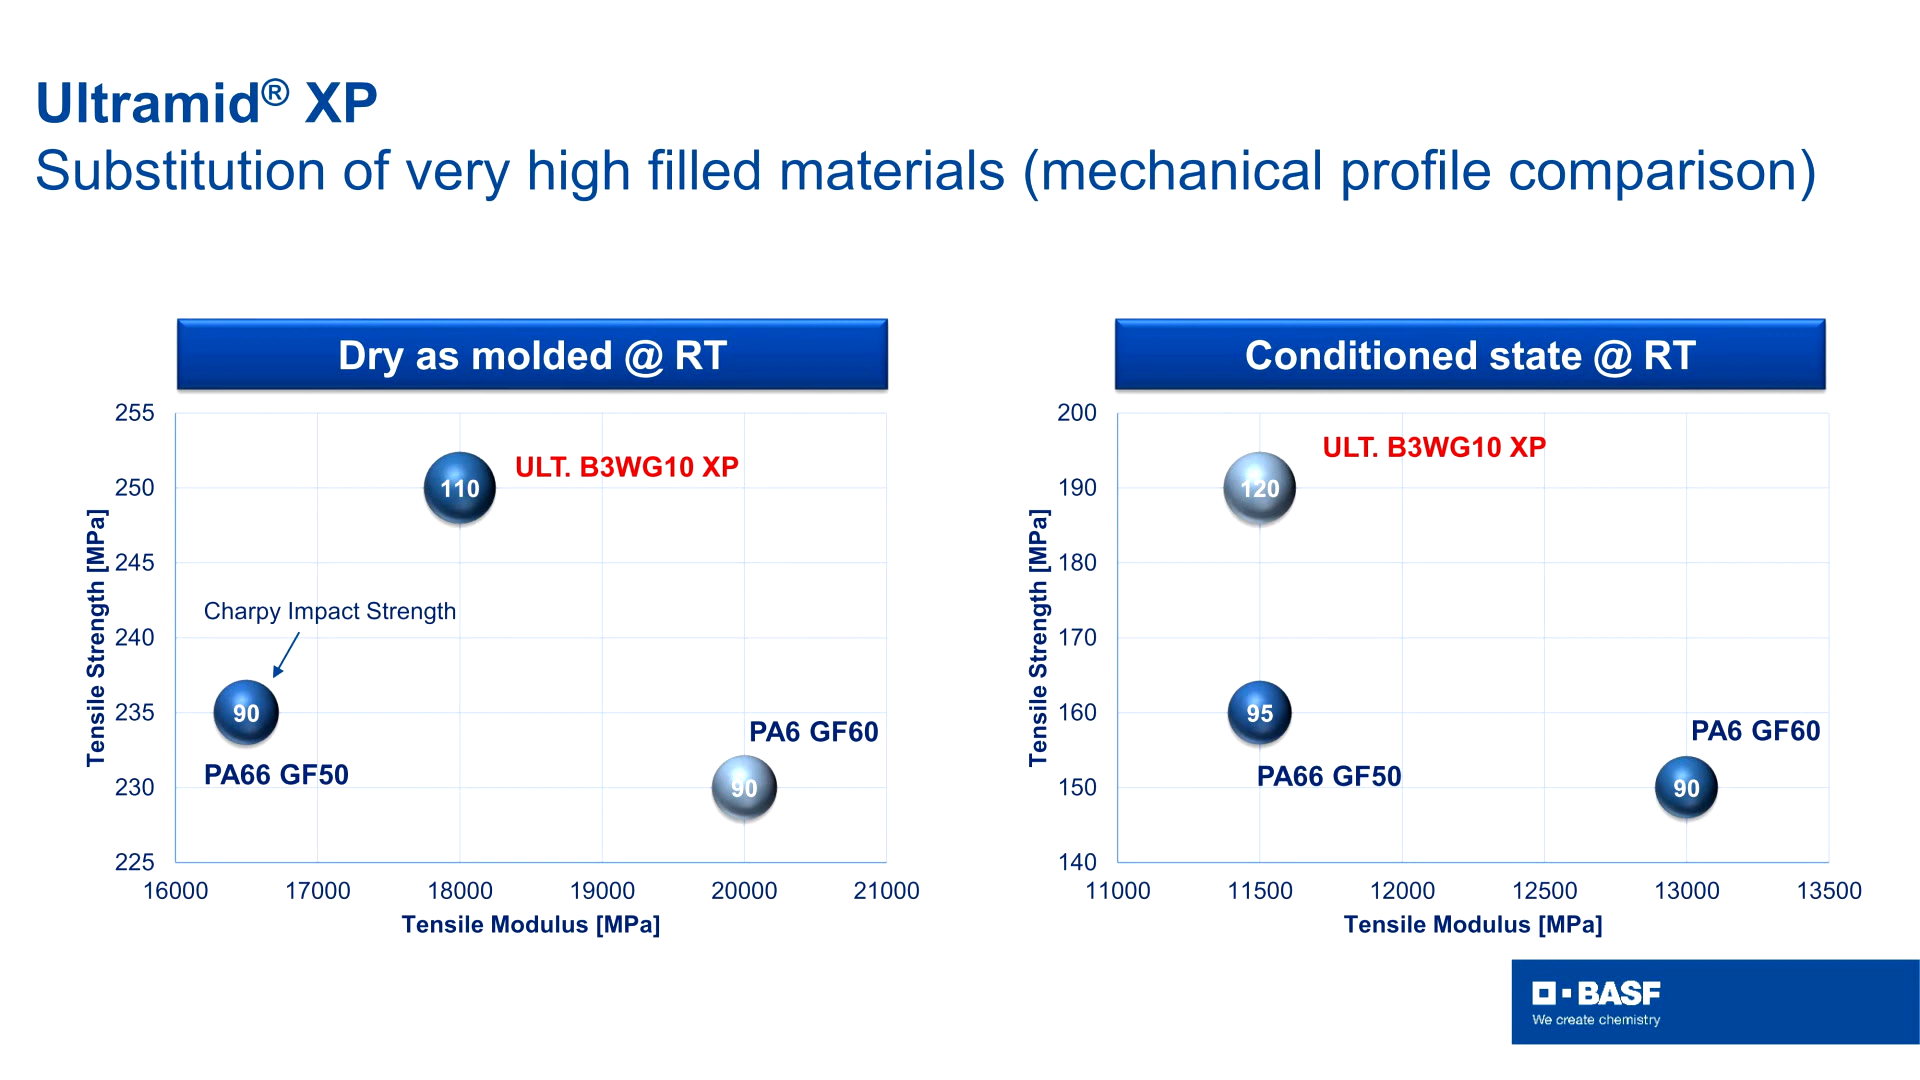 Ultramid® XP
Substitution of very high filled materials (mechanical profile comparison)
Dry as molded @ RT
255
250
245
240
235
230
225
Tensile Strength [MPa]
110
ULT. B3WG10 XP
Charpy Impact Strength
90
PA66 GF50
PA6 GF60
90
16000 17000 18000 19000 20000 21000
Tensile Modulus [MPa]
Conditioned state @ RT
200
190
180
170
160
150
140
Tensile Strength [MPa]
ULT. B3WG10 XP
120
95
PA66 GF50
PA6 GF60
90
11000 11500 12000 12500 13000 13500
Tensile Modulus [MPa]
BASF
We create chemistry